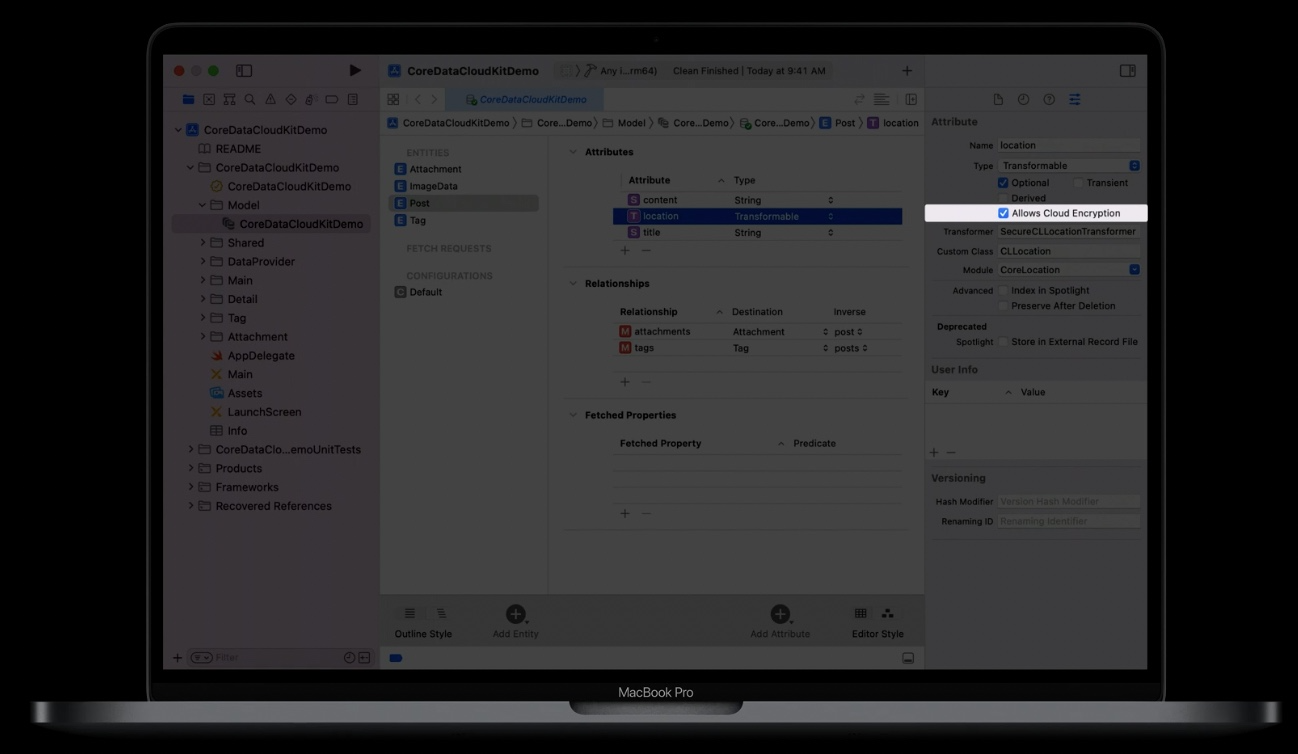 CoreDataCloudKitDemo
Any i...rm64)
Clean Finished | Today at 9:41 AM
CoreDataCloudKitDemo
CoreDataCloudKitDemo
README
CoreDataCloudKitDemo
CoreDataCloudKitDemo
Model
CoreDataCloudKitDemo
Shared
DataProvider
Main
Detail
Tag
Attachment
AppDelegate
Main
Assets
LaunchScreen
Info
CoreDataClo...emoUnitTests
Products
Frameworks
Recovered References
Filter
CoreDataCloudKitDemo
Core...Demo
Model
Core...Demo
Core...Demo
E Post
T location
ENTITIES
E Attachment
E ImageData
E Post
E Tag
FETCH REQUESTS
CONFIGURATIONS
C Default
Attributes
Attribute Type
S content String
T location Transformable
S title String
Relationships
Relationship Destination Inverse
M attachments Attachment post
M tags Tag posts
Fetched Properties
Fetched Property Predicate
Outline Style
Add Entity
Add Attribute
Editor Style
Attribute
Name location
Type Transformable
Optional Transient
Derived
Allows Cloud Encryption
Transformer SecureCLLocationTransformer
Custom Class CLLocation
Module CoreLocation
Advanced Index in Spotlight
Preserve After Deletion
Deprecated
Spotlight Store in External Record File
User Info
Key Value
Versioning
Hash Modifier Version Hash Modifier
Renaming ID Renaming Identifier
MacBook Pro